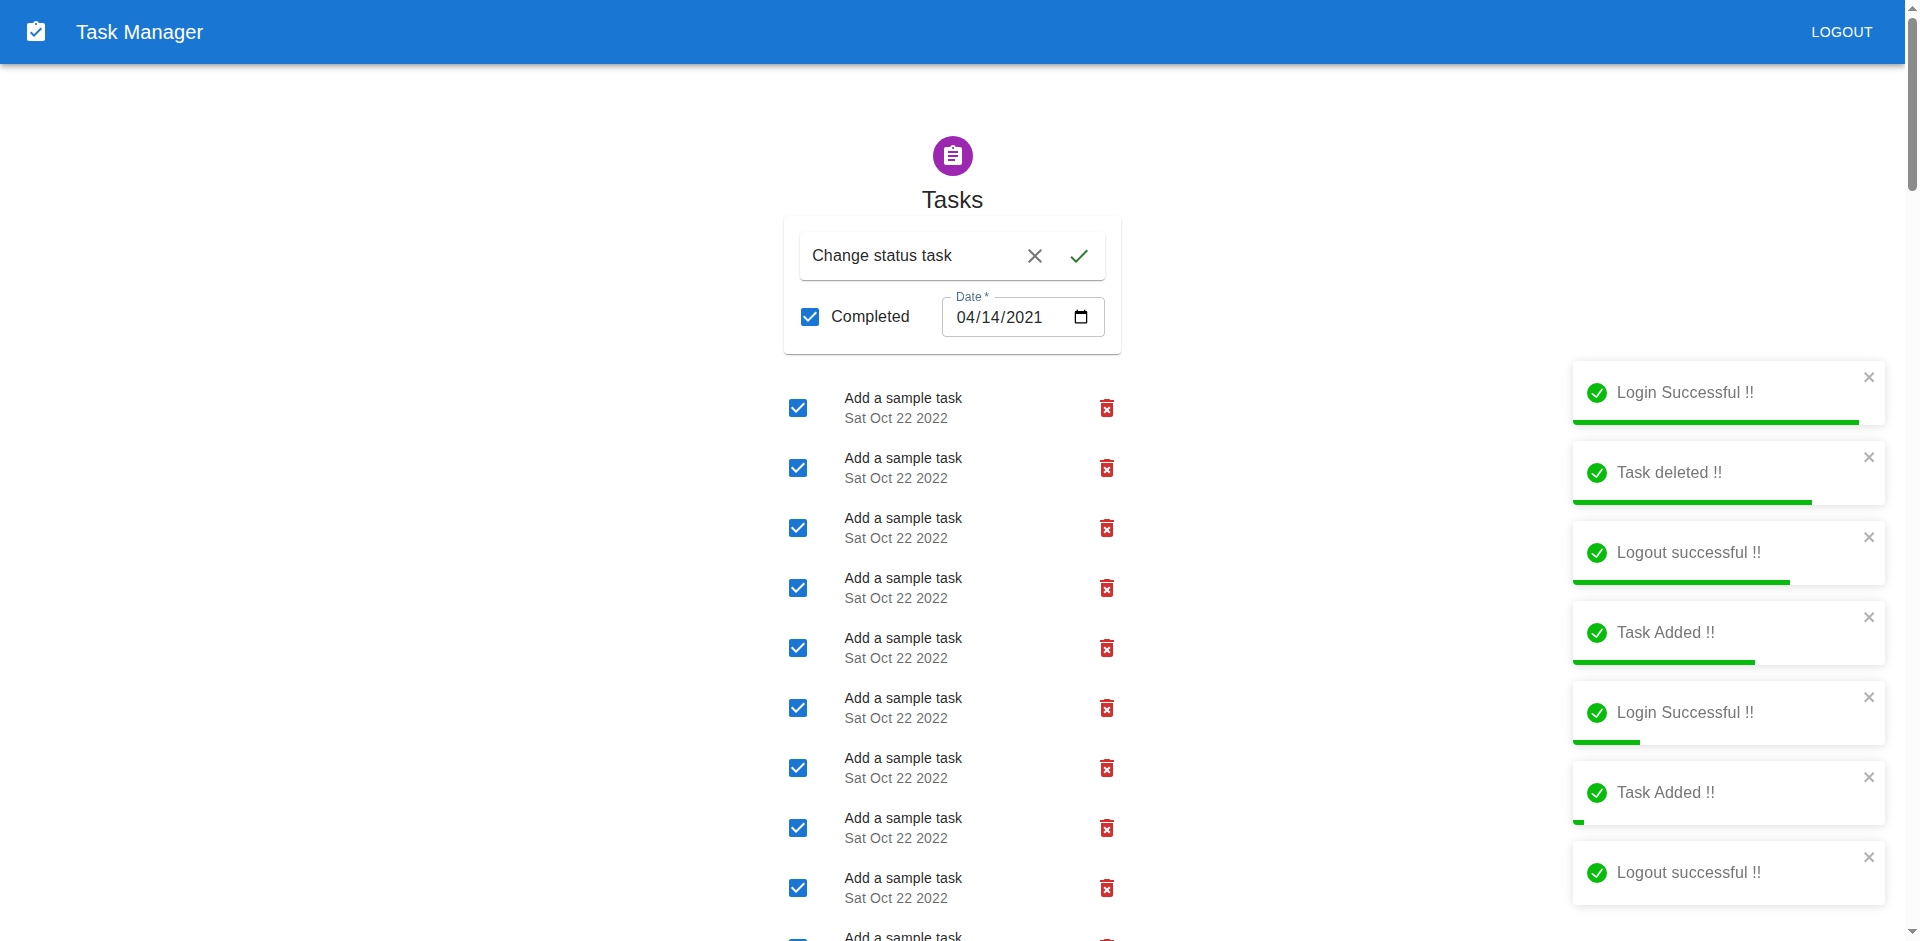 Task Manager
LOGOUT
Tasks
Change status task
Completed
Date *
04/14/2021
Add a sample task
Sat Oct 22 2022
Add a sample task
Sat Oct 22 2022
Add a sample task
Sat Oct 22 2022
Add a sample task
Sat Oct 22 2022
Add a sample task
Sat Oct 22 2022
Add a sample task
Sat Oct 22 2022
Add a sample task
Sat Oct 22 2022
Add a sample task
Sat Oct 22 2022
Add a sample task
Sat Oct 22 2022
Add a sample task
Login Successful !!
Task deleted !!
Logout successful !!
Task Added !!
Login Successful !!
Task Added !!
Logout successful !!